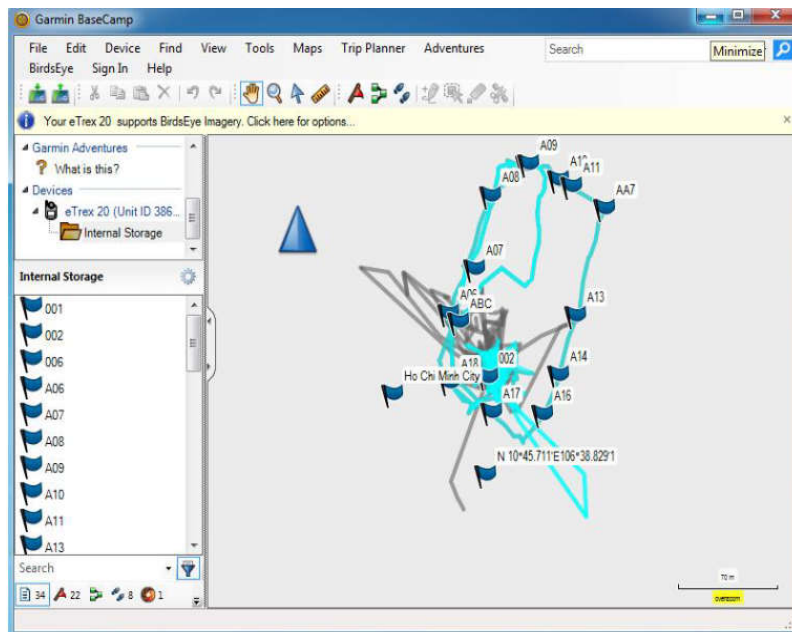 Garmin BaseCamp
File Edit Device Find View Tools Maps Trip Planner Adventures
Search
Minimize
BirdsEye Sign In Help
Your eTrex 20 supports BirdsEye Imagery. Click here for options...
Garmin Adventures
What is this?
Devices
eTrex 20 (Unit ID 386...
Internal Storage
Internal Storage
001
002
006
A06
A07
A08
A09
A10
A11
A13
Search
34 22 8 1
A09
A11
A08
AA7
A07
ABC
A13
A18
002
A14
Ho Chi Minh City
A17
A16
N 10°45.711'E106°38.829'1
70 m
overzoom